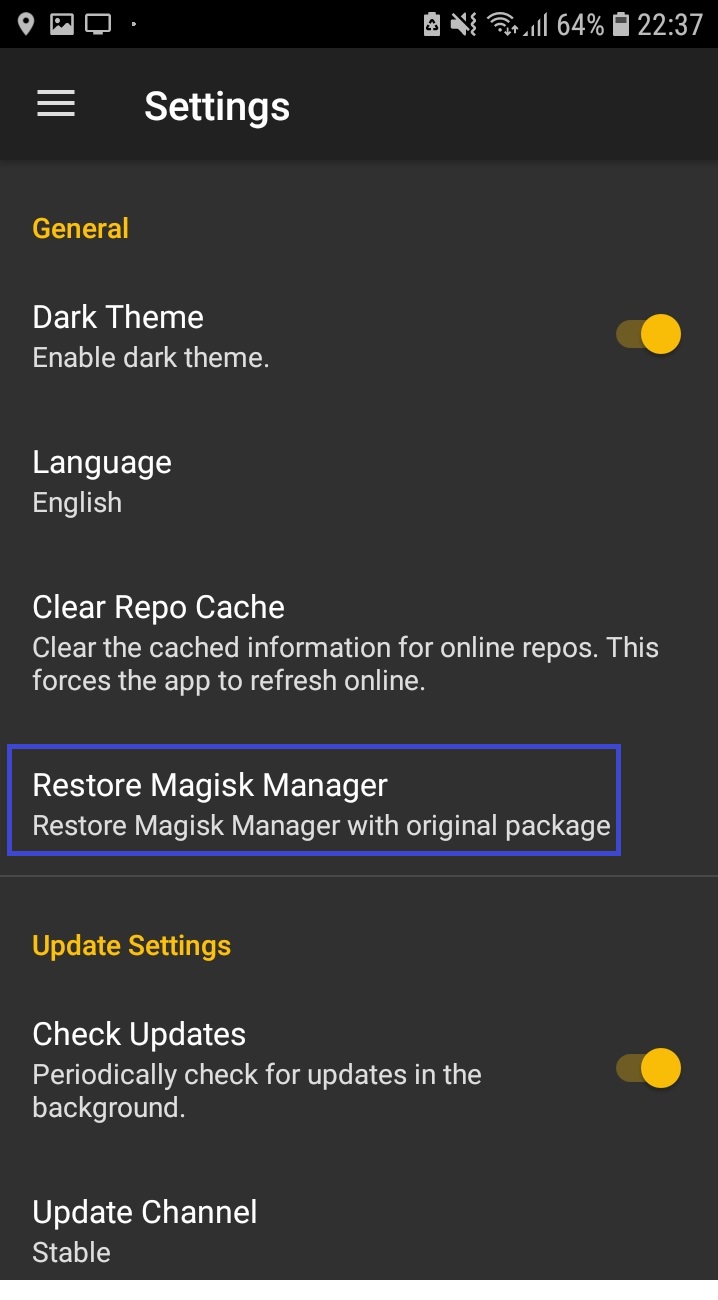 64% 22:37
Settings
General
Dark Theme
Enable dark theme.
Language
English
Clear Repo Cache
Clear the cached information for online repos. This
forces the app to refresh online.
Restore Magisk Manager
Restore Magisk Manager with original package
Update Settings
Check Updates
Periodically check for updates in the
background.
Update Channel
Stable